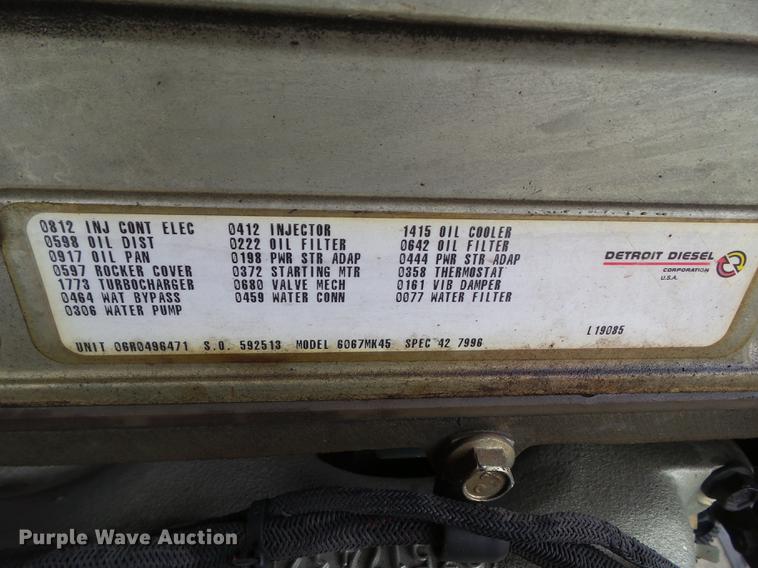 0812 INJ CONT ELEC 0412 INJECTOR 1415 OIL COOLER
0598 OIL DIST 0222 OIL FILTER 0642 OIL FILTER
0917 OIL PAN 0198 PWR STR ADAP 0444 PWR STR ADAP
0597 ROCKER COVER 0372 STARTING MTR 0358 THERMOSTAT
1773 TURBOCHARGER 0680 VALVE MECH 0161 VIB DAMPER
0464 WAT BYPASS 0459 WATER CONN 0077 WATER FILTER
0306 WATER PUMP
DETROIT DIESEL
CORPORATION
U.S.A.
L19085
UNIT 06R0496471 S.O. 592513 MODEL 6067MK45 SPEC 42 7996
Purple Wave Auction